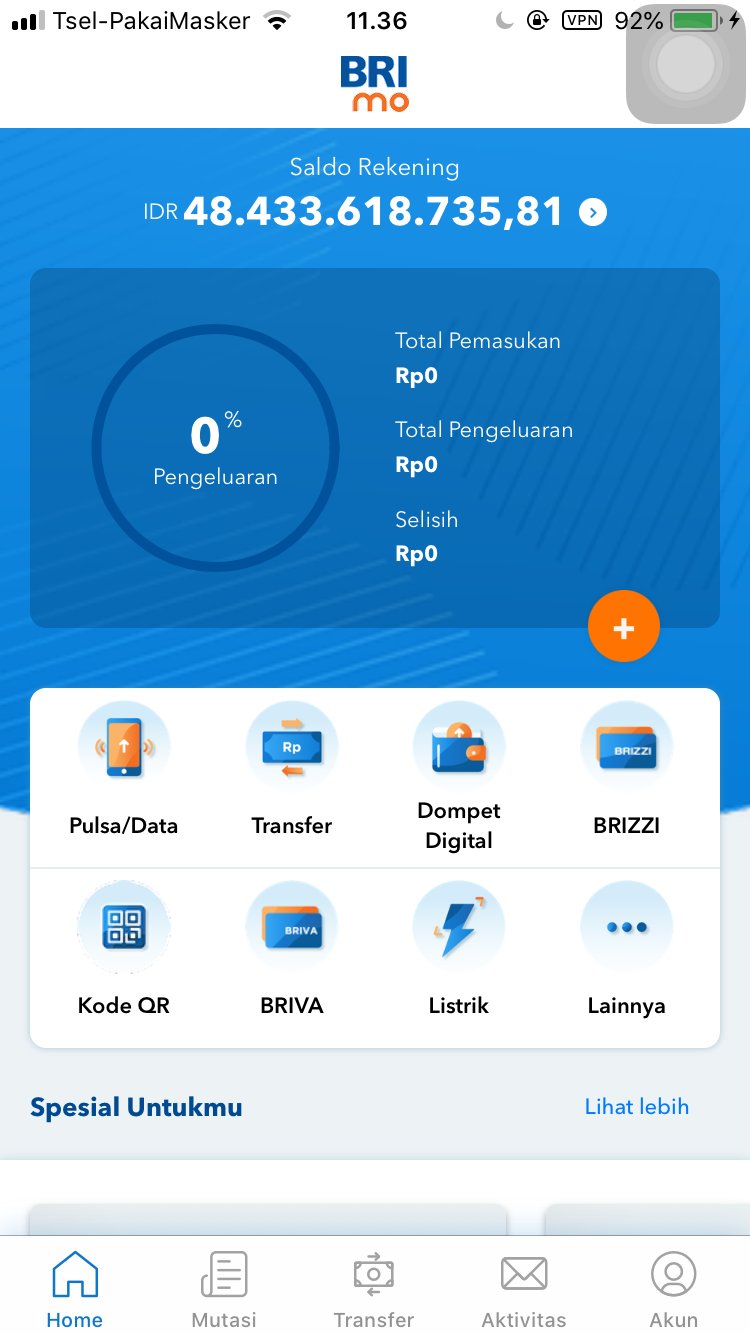 Tsel-PakaiMasker 11.36 VPN 92%
BRI
mo
Saldo Rekening
IDR 48.433.618.735,81
Total Pemasukan
Rp0
0 %
Pengeluaran
Total Pengeluaran
Rp0
Selisih
Rp0
+
Rp
BRIZZI
Pulsa/Data
Transfer
Dompet
Digital
BRIZZI
BRIVA
Kode QR
BRIVA
Listrik
Lainnya
Spesial Untukmu
Lihat lebih
Home
Mutasi
Transfer
Aktivitas
Akun